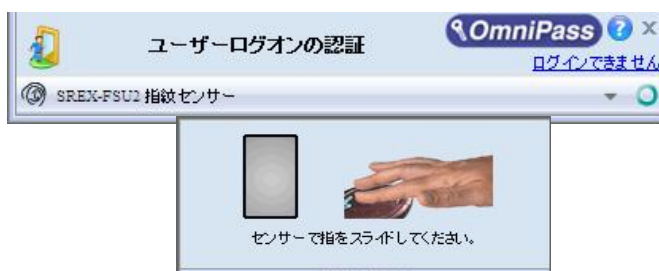 ユーザーログオンの認証
OmniPass ? ×
ログインできません
SREX-FSU2 指紋センサー
センサーで指をスライドしてください。